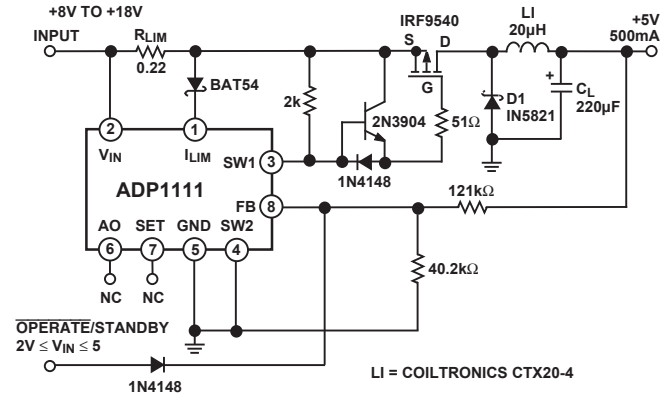 +8V TO +18V
INPUT
RLIM
0.22
BAT54
2k
IRF9540
S
D
G
2N3904
51Ω
1N4148
LI
20µH
+5V
500mA
D1
IN5821
+
CL
220µF
2
VIN
1
ILIM
SW1
3
ADP1111
FB
8
AO
SET
GND
SW2
6
7
5
4
NC
NC
121kΩ
40.2kΩ
OPERATE/STANDBY
2V ≤ VIN ≤ 5
1N4148
LI = COILTRONICS CTX20-4